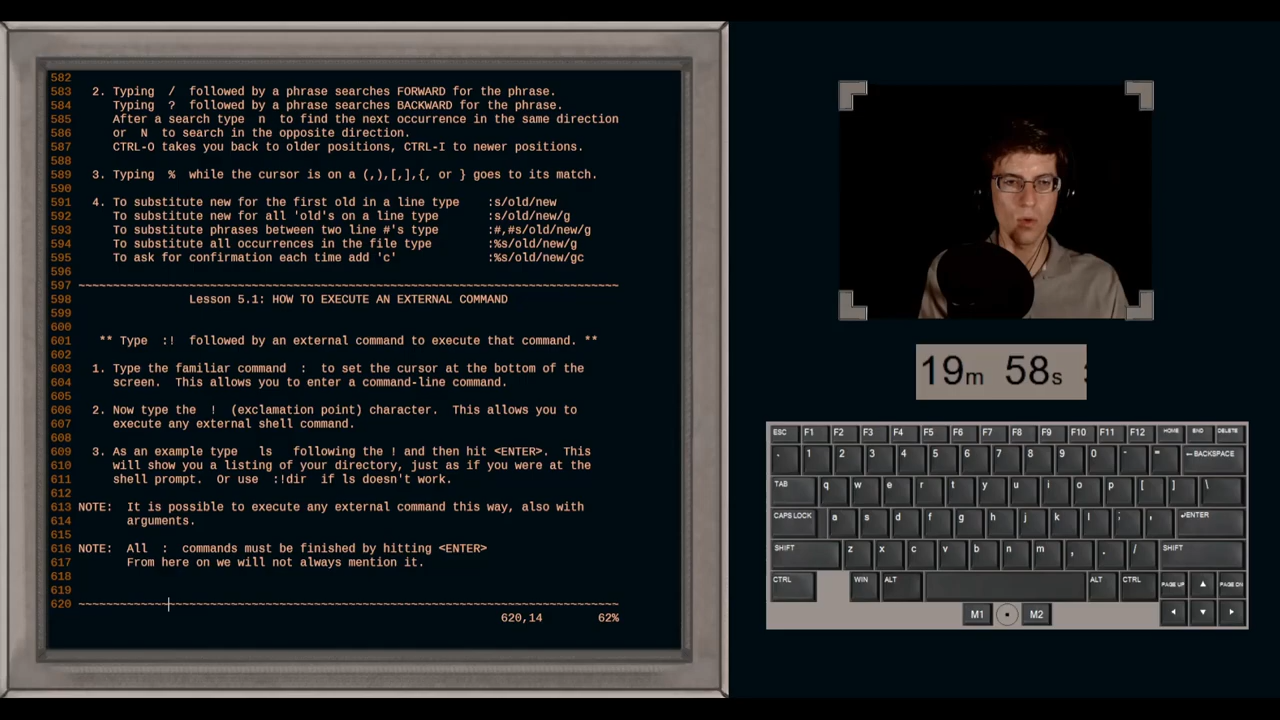 582
583 2. Typing / followed by a phrase searches FORWARD for the phrase.
584 Typing ? followed by a phrase searches BACKWARD for the phrase.
585 After a search type n to find the next occurrence in the same direction
586 or N to search in the opposite direction.
587 CTRL-O takes you back to older positions, CTRL-I to newer positions.
588
589 3. Typing % while the cursor is on a (,),[,],{, or } goes to its match.
590
591 4. To substitute new for the first old in a line type :s/old/new
592 To substitute new for all 'old's on a line type :s/old/new/g
593 To substitute phrases between two line #'s type :#,#s/old/new/g
594 To substitute all occurrences in the file type :%s/old/new/g
595 To ask for confirmation each time add 'c' :%s/old/new/gc
596
597 ~~~~~~~~~~~~~~~~~~~~~~~~~~~~~~~~~~~~~~~~~~~~~~~~~~~~~~~~~~~~~~~~~~~~~~~~~~~~~~
598 Lesson 5.1: HOW TO EXECUTE AN EXTERNAL COMMAND
599
600
601 ** Type :! followed by an external command to execute that command. **
602
603 1. Type the familiar command : to set the cursor at the bottom of the
604 screen. This allows you to enter a command-line command.
605
606 2. Now type the ! (exclamation point) character. This allows you to
607 execute any external shell command.
608
609 3. As an example type ls following the ! and then hit <ENTER>. This
610 will show you a listing of your directory, just as if you were at the
611 shell prompt. Or use :!dir if ls doesn't work.
612
613 NOTE: It is possible to execute any external command this way, also with
614 arguments.
615
616 NOTE: All : commands must be finished by hitting <ENTER>
617 From here on we will not always mention it.
618
619
620 ~~~~~~~~~~~~~~~~~~~~~~~~~~~~~~~~~~~~~~~~~~~~~~~~~~~~~~~~~~~~~~~~~~~~~~~~~~~~~~
620,14 62%
19m 58s
ESC F1 F2 F3 F4 F5 F6 F7 F8 F9 F10 F11 F12 HOME END DELETE
1 2 3 4 5 6 7 8 9 0 - = ←BACKSPACE
TAB q w e r t y u i o p [ ] \
CAPS LOCK a s d f g h j k l ; ↵ENTER
SHIFT z x c v b n m , . / SHIFT
CTRL WIN ALT ALT CTRL PAGE UP ▲ PAGE DN
M1 M2 ◄ ▼ ►